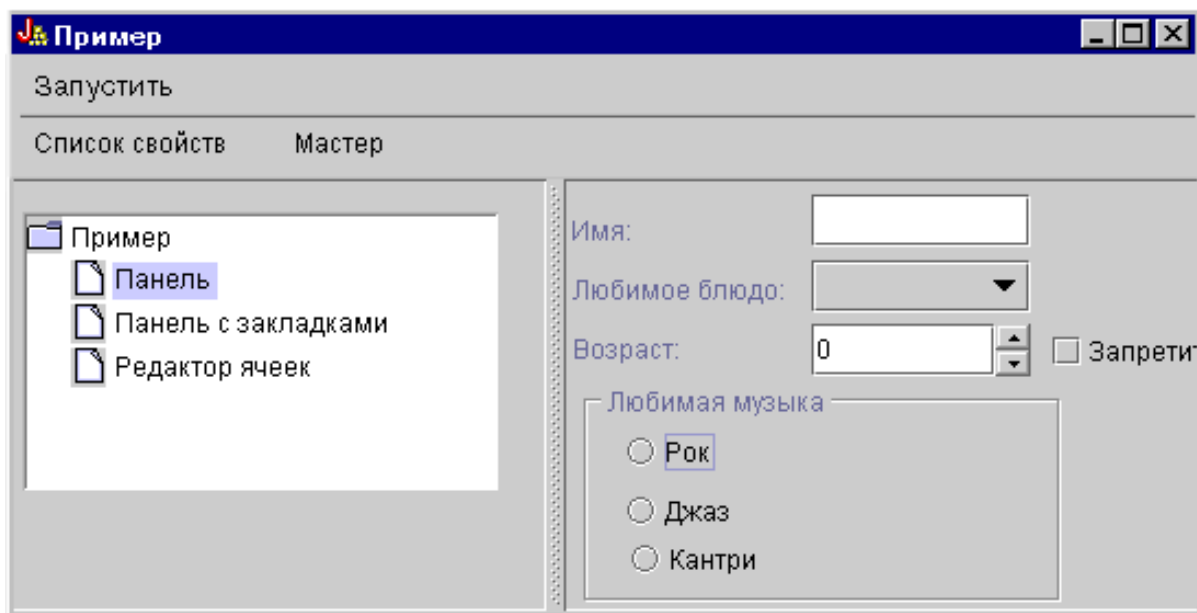 Пример
Запустить
Список свойств Мастер
Пример
Панель
Панель с закладками
Редактор ячеек
Имя:
Любимое блюдо:
Возраст: 0 Запретит
Любимая музыка
Рок
Джаз
Кантри